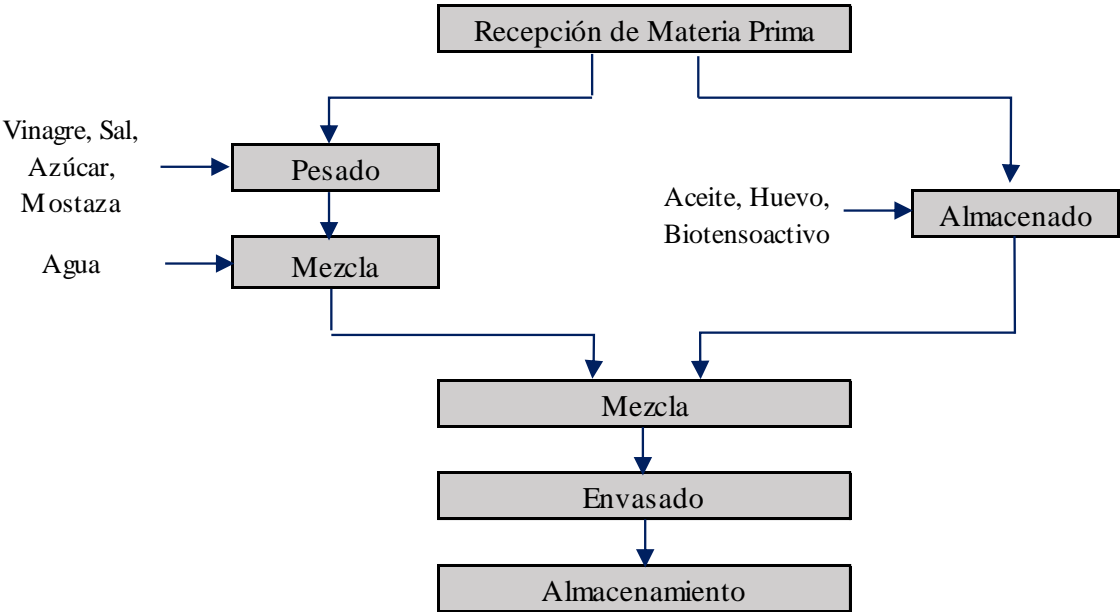 Recepción de Materia Prima
Vinagre, Sal,
Azúcar,
Mostaza
Pesado
Aceite, Huevo,
Biotensoactivo
Almacenado
Agua
Mezcla
Mezcla
Envasado
Almacenamiento